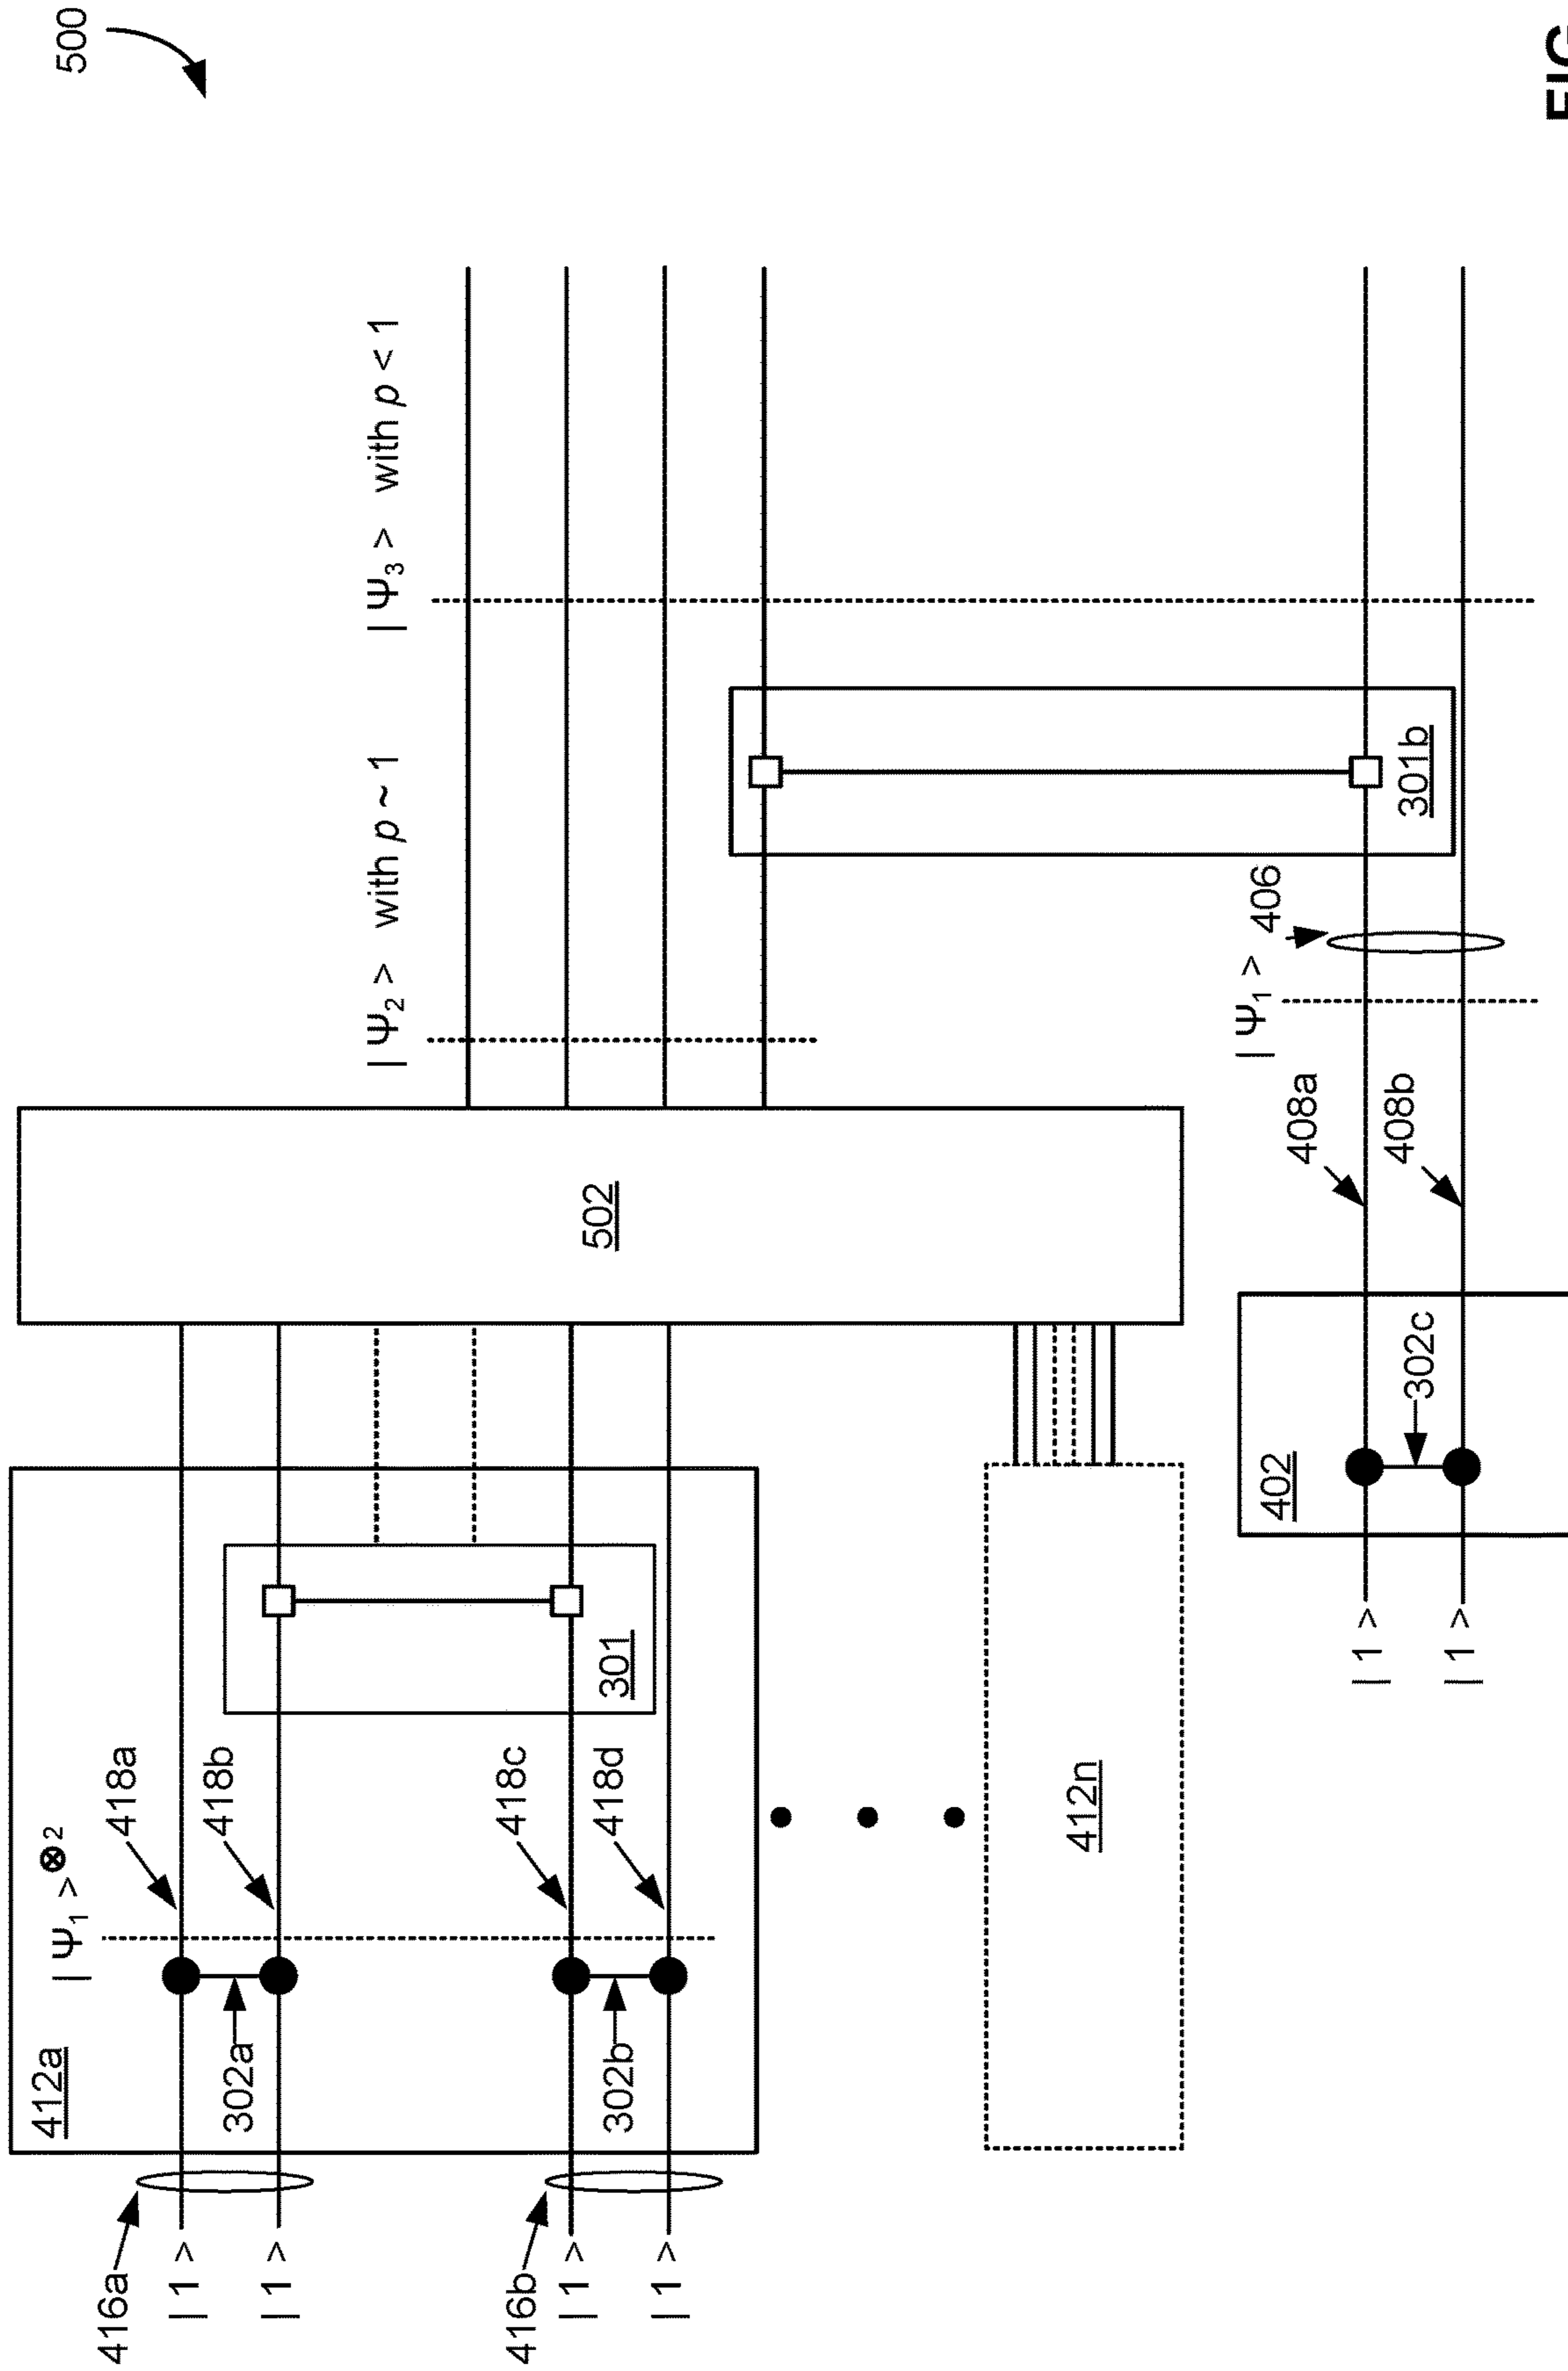 500
| Ψ2 > with p ~ 1
| Ψ3 > with p < 1
412a
| Ψ1 >⊗2
416a
| 1 >
302a
418a
| 1 >
418b
301
502
416b
| 1 >
302b
418c
| 1 >
418d
412n
402
| Ψ1 >
406
| 1 >
302c
408a
| 1 >
408b
301b
FIG